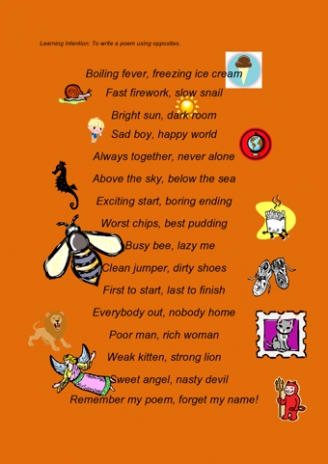 Learning Intention: To write a poem using opposites.
Boiling fever, freezing ice cream
Fast firework, slow snail
Bright sun, dark room
Sad boy, happy world
Always together, never alone
Above the sky, below the sea
Exciting start, boring ending
Worst chips, best pudding
Busy bee, lazy me
Clean jumper, dirty shoes
First to start, last to finish
Everybody out, nobody home
Poor man, rich woman
Weak kitten, strong lion
Sweet angel, nasty devil
Remember my poem, forget my name!